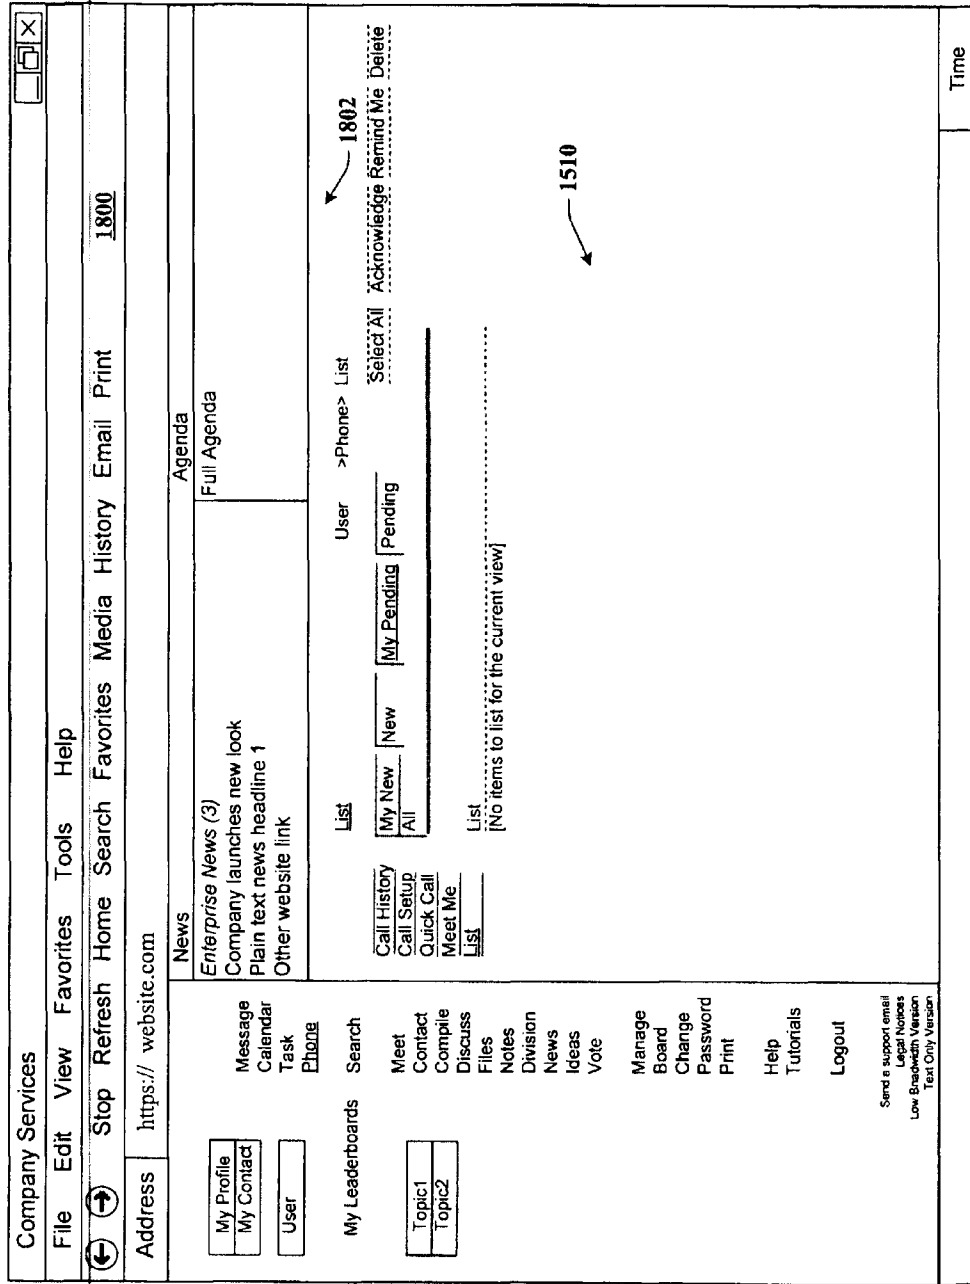 Company Services
File Edit View Favorites Tools Help
Stop Refresh Home Search Favorites Media History Email Print 1800
Address https:// website.com
My Profile
My Contact
User
My Leaderboards
Topic1
Topic2
Message
Calendar
Task
Phone
Search
Meet
Contact
Compile
Discuss
Files
Notes
Division
News
Ideas
Vote
Manage
Board
Change
Password
Print
Help
Tutorials
Logout
Send a support email
Legal Notices
Low Bnadwidth Version
Text Only Version
News
Enterprise News (3)
Company launches new look
Plain text news headline 1
Other website link
Agenda
Full Agenda
List User >Phone> List
1802
Call History
Call Setup
Quick Call
Meet Me
List
My New New My Pending Pending
All
Select All Acknowledge Remind Me Delete
List
[No items to list for the current view]
1510
Time